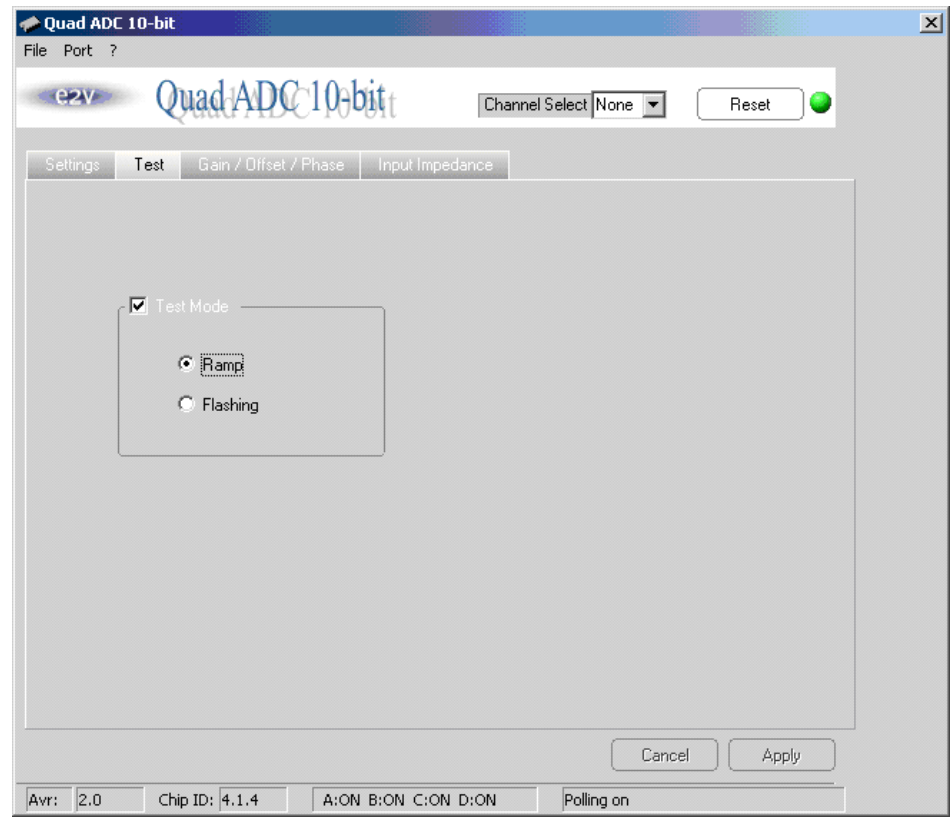 Quad ADC 10-bit
File Port ?
e2v Quad ADC 10-bit Channel Select None Reset
Settings Test Gain / Offset / Phase Input Impedance
Test Mode
Ramp
Flashing
Cancel Apply
Avr: 2.0 Chip ID: 4.1.4 A:ON B:ON C:ON D:ON Polling on